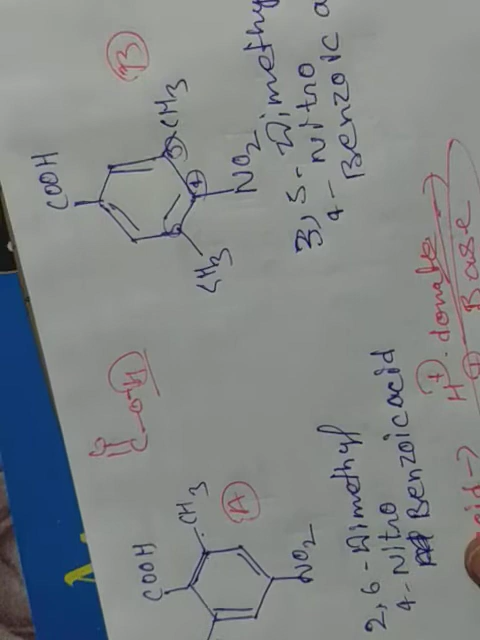 COOH
CH3
A
NO2
2,6-Dimethyl
4-Nitro
Benzoic acid
O
C-O-H
COOH
B
CH3
CH3
NO2
3,5-Dimethy
4-Nitro
Benzoic a
H+ donate
Base